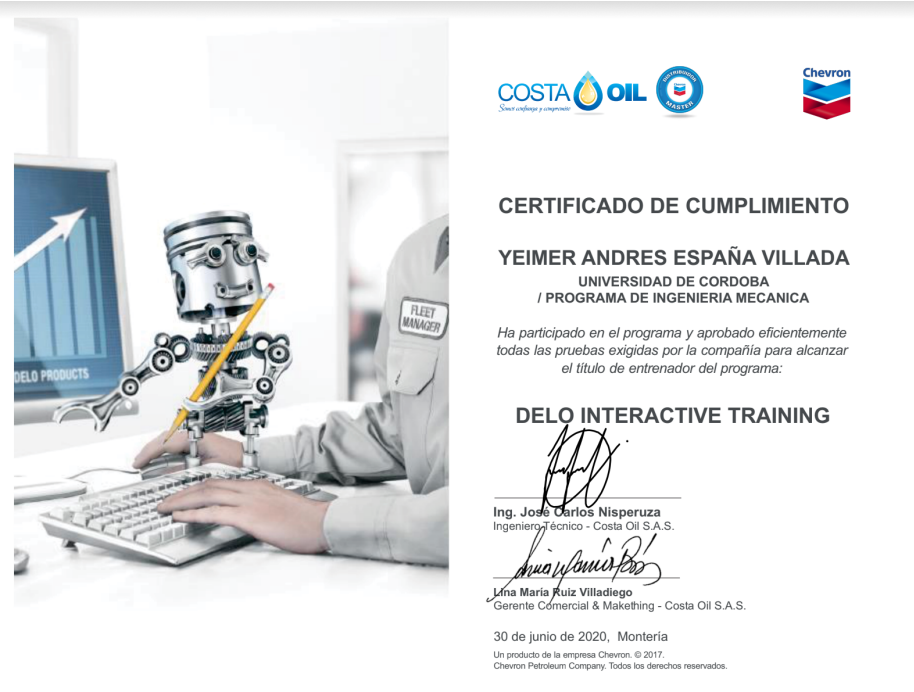 DELO PRODUCTS
FLEET
MANAGER
COSTA OIL
Somos confianza y compromiso
DISTRIBUIDOR
Chevron
MASTER
Chevron
CERTIFICADO DE CUMPLIMIENTO
YEIMER ANDRES ESPAÑA VILLADA
UNIVERSIDAD DE CORDOBA
/ PROGRAMA DE INGENIERIA MECANICA
Ha participado en el programa y aprobado eficientemente
todas las pruebas exigidas por la compañía para alcanzar
el título de entrenador del programa:
DELO INTERACTIVE TRAINING
Ing. José Carlos Nisperuza
Ingeniero Técnico - Costa Oil S.A.S.
Lina María Ruiz Villadiego
Gerente Comercial & Makething - Costa Oil S.A.S.
30 de junio de 2020, Montería
Un producto de la empresa Chevron. © 2017.
Chevron Petroleum Company. Todos los derechos reservados.